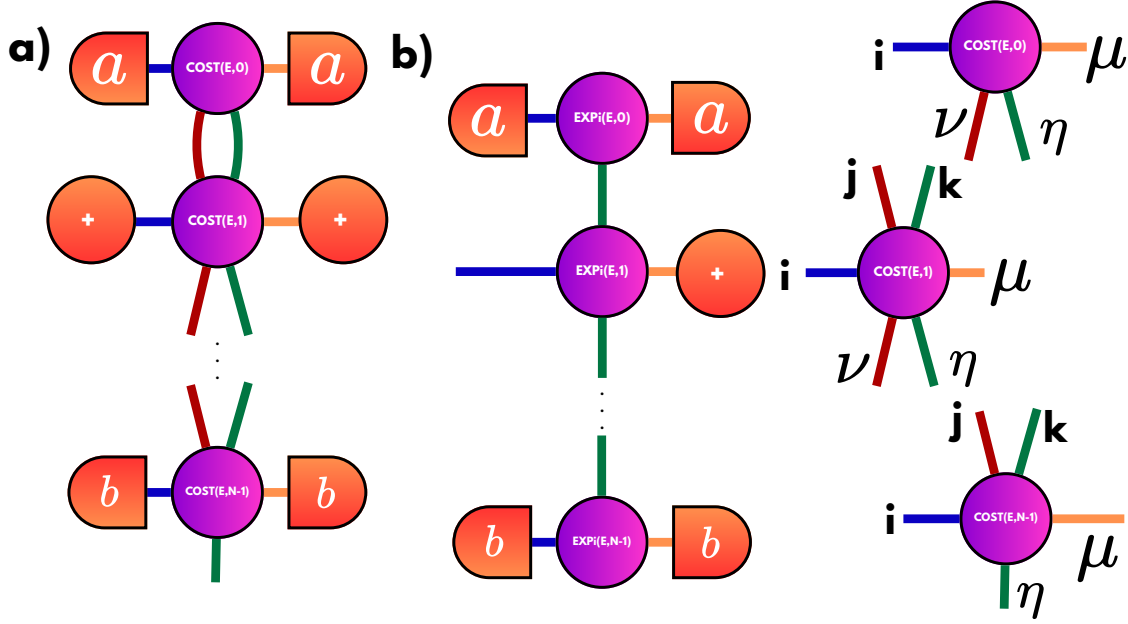 a)
a
COST(E,0)
a
+
COST(E,1)
+
b
COST(E,N-1)
b
b)
a
EXPi(E,0)
a
EXPi(E,1)
+
b
EXPi(E,N-1)
b
i
COST(E,0)
μ
ν
η
j
k
i
COST(E,1)
μ
ν
η
j
k
i
COST(E,N-1)
μ
η